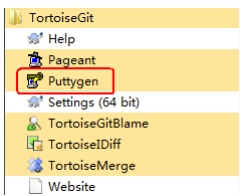 TortoiseGit
Help
Pageant
Puttygen
Settings (64 bit)
TortoiseGitBlame
TortoiseIDiff
TortoiseMerge
Website